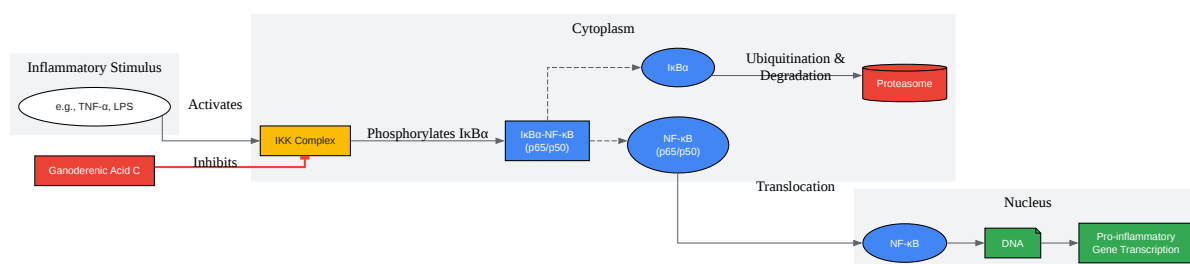 Cytoplasm
Inflammatory Stimulus
e.g., TNF-α, LPS
Activates
IKK Complex
Phosphorylates IκBα
IκBα-NF-κB
(p65/p50)
IκBα
Ubiquitination &
Degradation
Proteasome
NF-κB
(p65/p50)
Ganoderenic Acid C
Inhibits
Translocation
Nucleus
NF-κB
DNA
Pro-inflammatory
Gene Transcription